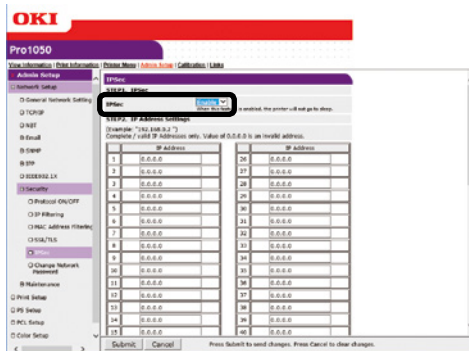 OKI
Pro1050
View Information | Print Information | Printer Menu | Admin Setup | Calibration | Links
Admin Setup
Network Setup
General Network Setting
TCP/IP
NBT
Email
SNMP
IPP
IEEE802.1X
Security
Protocol ON/OFF
IP Filtering
MAC Address Filtering
SSL/TLS
IPSec
Change Network
Password
Maintenance
Print Setup
PS Setup
PCL Setup
Color Setup
IPSec
STEP1. IPSec
IPSec Enable
When this is enabled, the printer will not go to sleep.
STEP2. IP Address Settings
(Example: "192.168.0.2 ")
Complete / valid IP Addresses only. Value of 0.0.0.0 is an invalid address.
IP Address IP Address
1 0.0.0.0 26 0.0.0.0
2 0.0.0.0 27 0.0.0.0
3 0.0.0.0 28 0.0.0.0
4 0.0.0.0 29 0.0.0.0
5 0.0.0.0 30 0.0.0.0
6 0.0.0.0 31 0.0.0.0
7 0.0.0.0 32 0.0.0.0
8 0.0.0.0 33 0.0.0.0
9 0.0.0.0 34 0.0.0.0
10 0.0.0.0 35 0.0.0.0
11 0.0.0.0 36 0.0.0.0
12 0.0.0.0 37 0.0.0.0
13 0.0.0.0 38 0.0.0.0
14 0.0.0.0 39 0.0.0.0
15 0.0.0.0 40 0.0.0.0
Submit Cancel Press Submit to send changes. Press Cancel to clear changes.